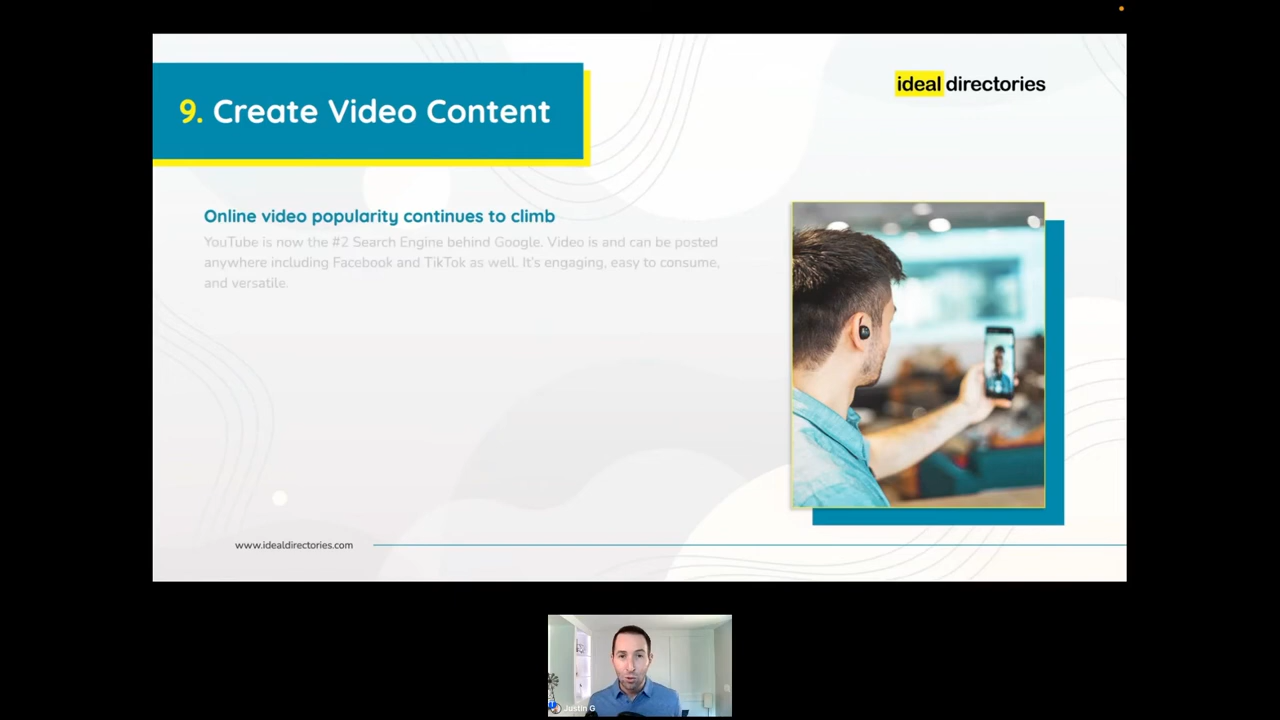 9. Create Video Content
ideal directories
Online video popularity continues to climb
YouTube is now the #2 Search Engine behind Google. Video is and can be posted
anywhere including Facebook and TikTok as well. It's engaging, easy to consume,
and versatile.
www.idealdirectories.com
Justin G